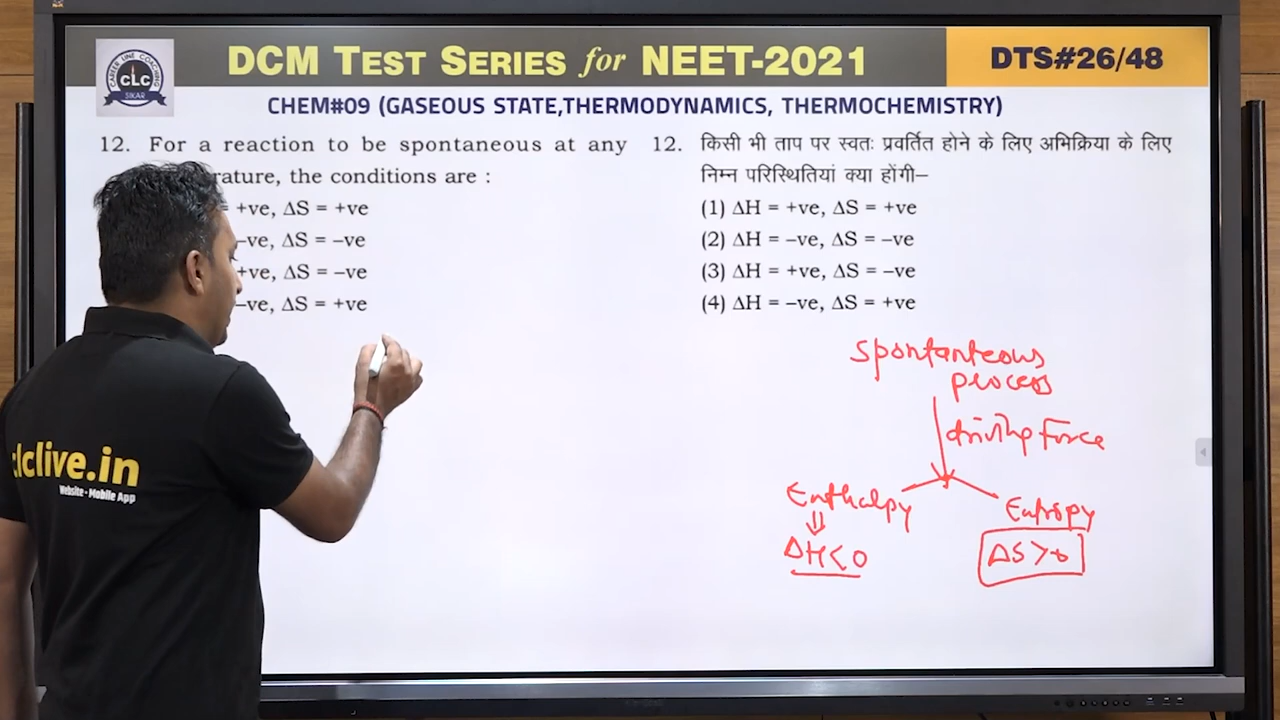 DCM TEST SERIES for NEET-2021
DTS#26/48
CAREER LINE COACHING
CLC
SIKAR
CHEM#09 (GASEOUS STATE,THERMODYNAMICS, THERMOCHEMISTRY)
12. For a reaction to be spontaneous at any
rature, the conditions are :
= +ve, ΔS = +ve
–ve, ΔS = –ve
+ve, ΔS = –ve
–ve, ΔS = +ve
12. किसी भी ताप पर स्वतः प्रवर्तित होने के लिए अभिक्रिया के लिए
निम्न परिस्थितियां क्या होंगी–
(1) ΔH = +ve, ΔS = +ve
(2) ΔH = –ve, ΔS = –ve
(3) ΔH = +ve, ΔS = –ve
(4) ΔH = –ve, ΔS = +ve
spontanteous
process
driving Force
Enthalpy
ΔH<0
Entropy
ΔS>0
clclive.in
Website - Mobile App